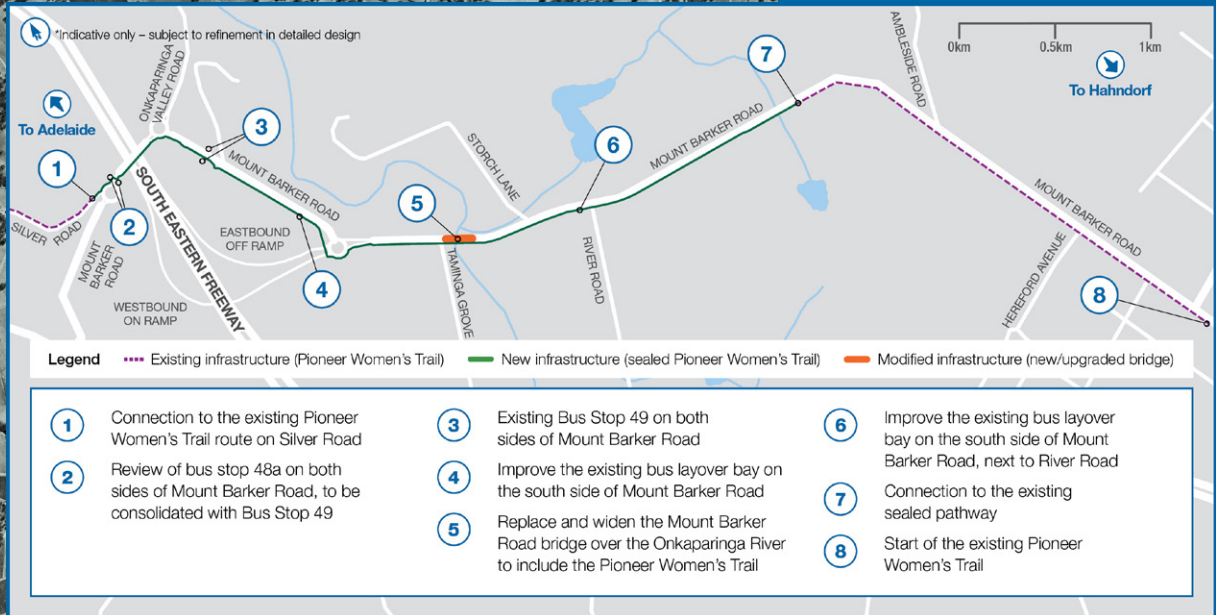 *Indicative only – subject to refinement in detailed design
0km
0.5km
1km
To Hahndorf
To Adelaide
ONKAPARINGA
VALLEY ROAD
AMBLESIDE ROAD
1
2
3
4
5
6
7
8
SILVER ROAD
MOUNT
BARKER
ROAD
MOUNT BARKER ROAD
SOUTH EASTERN FREEWAY
EASTBOUND
OFF RAMP
WESTBOUND
ON RAMP
STORCH LANE
TAMINGA GROVE
RIVER ROAD
MOUNT BARKER ROAD
MOUNT BARKER ROAD
HEREFORD AVENUE
Legend
Existing infrastructure (Pioneer Women's Trail)
New infrastructure (sealed Pioneer Women's Trail)
Modified infrastructure (new/upgraded bridge)
1
Connection to the existing Pioneer
Women's Trail route on Silver Road
2
Review of bus stop 48a on both
sides of Mount Barker Road, to be
consolidated with Bus Stop 49
3
Existing Bus Stop 49 on both
sides of Mount Barker Road
4
Improve the existing bus layover bay on
the south side of Mount Barker Road
5
Replace and widen the Mount Barker
Road bridge over the Onkaparinga River
to include the Pioneer Women's Trail
6
Improve the existing bus layover
bay on the south side of Mount
Barker Road, next to River Road
7
Connection to the existing
sealed pathway
8
Start of the existing Pioneer
Women's Trail